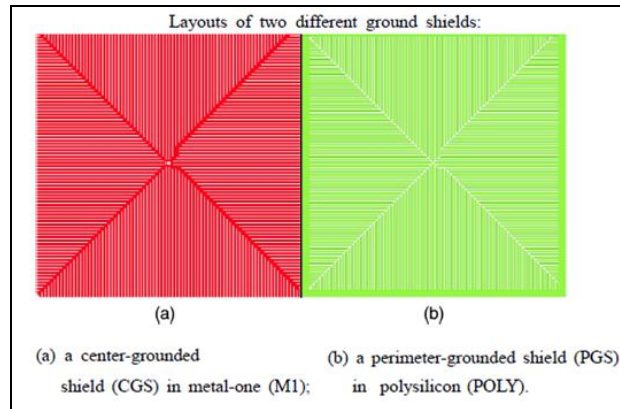 Layouts of two different ground shields:
(a)
(b)
(a) a center-grounded
shield (CGS) in metal-one (M1);
(b) a perimeter-grounded shield (PGS)
in polysilicon (POLY).